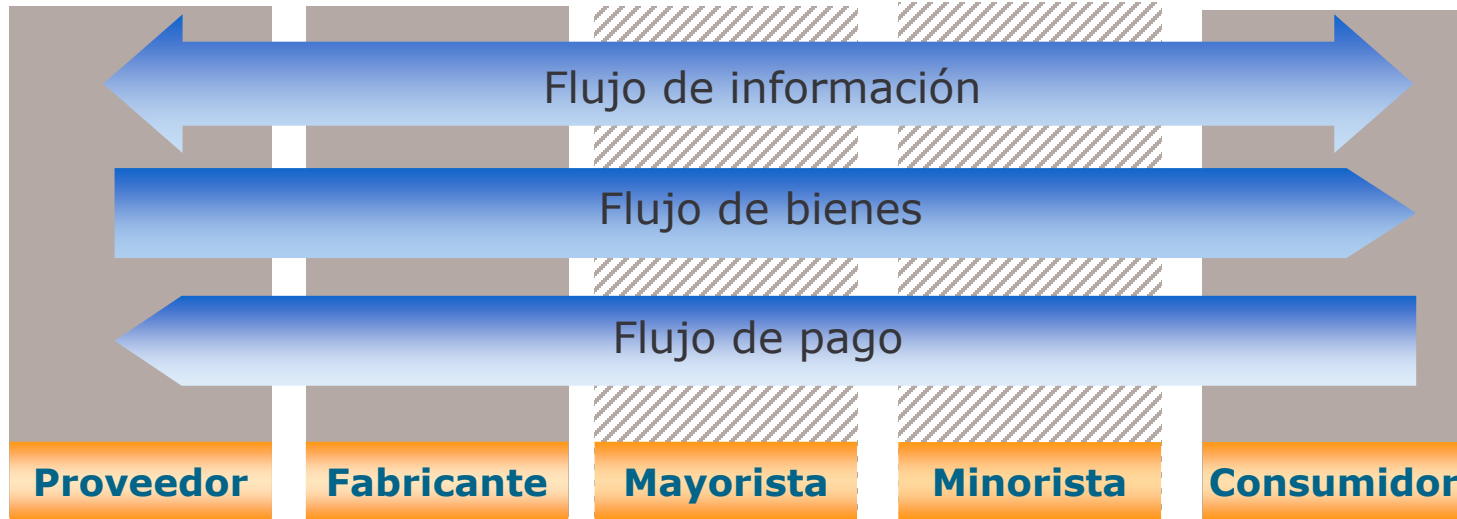 Flujo de información
Flujo de bienes
Flujo de pago
Proveedor Fabricante Mayorista Minorista Consumidor